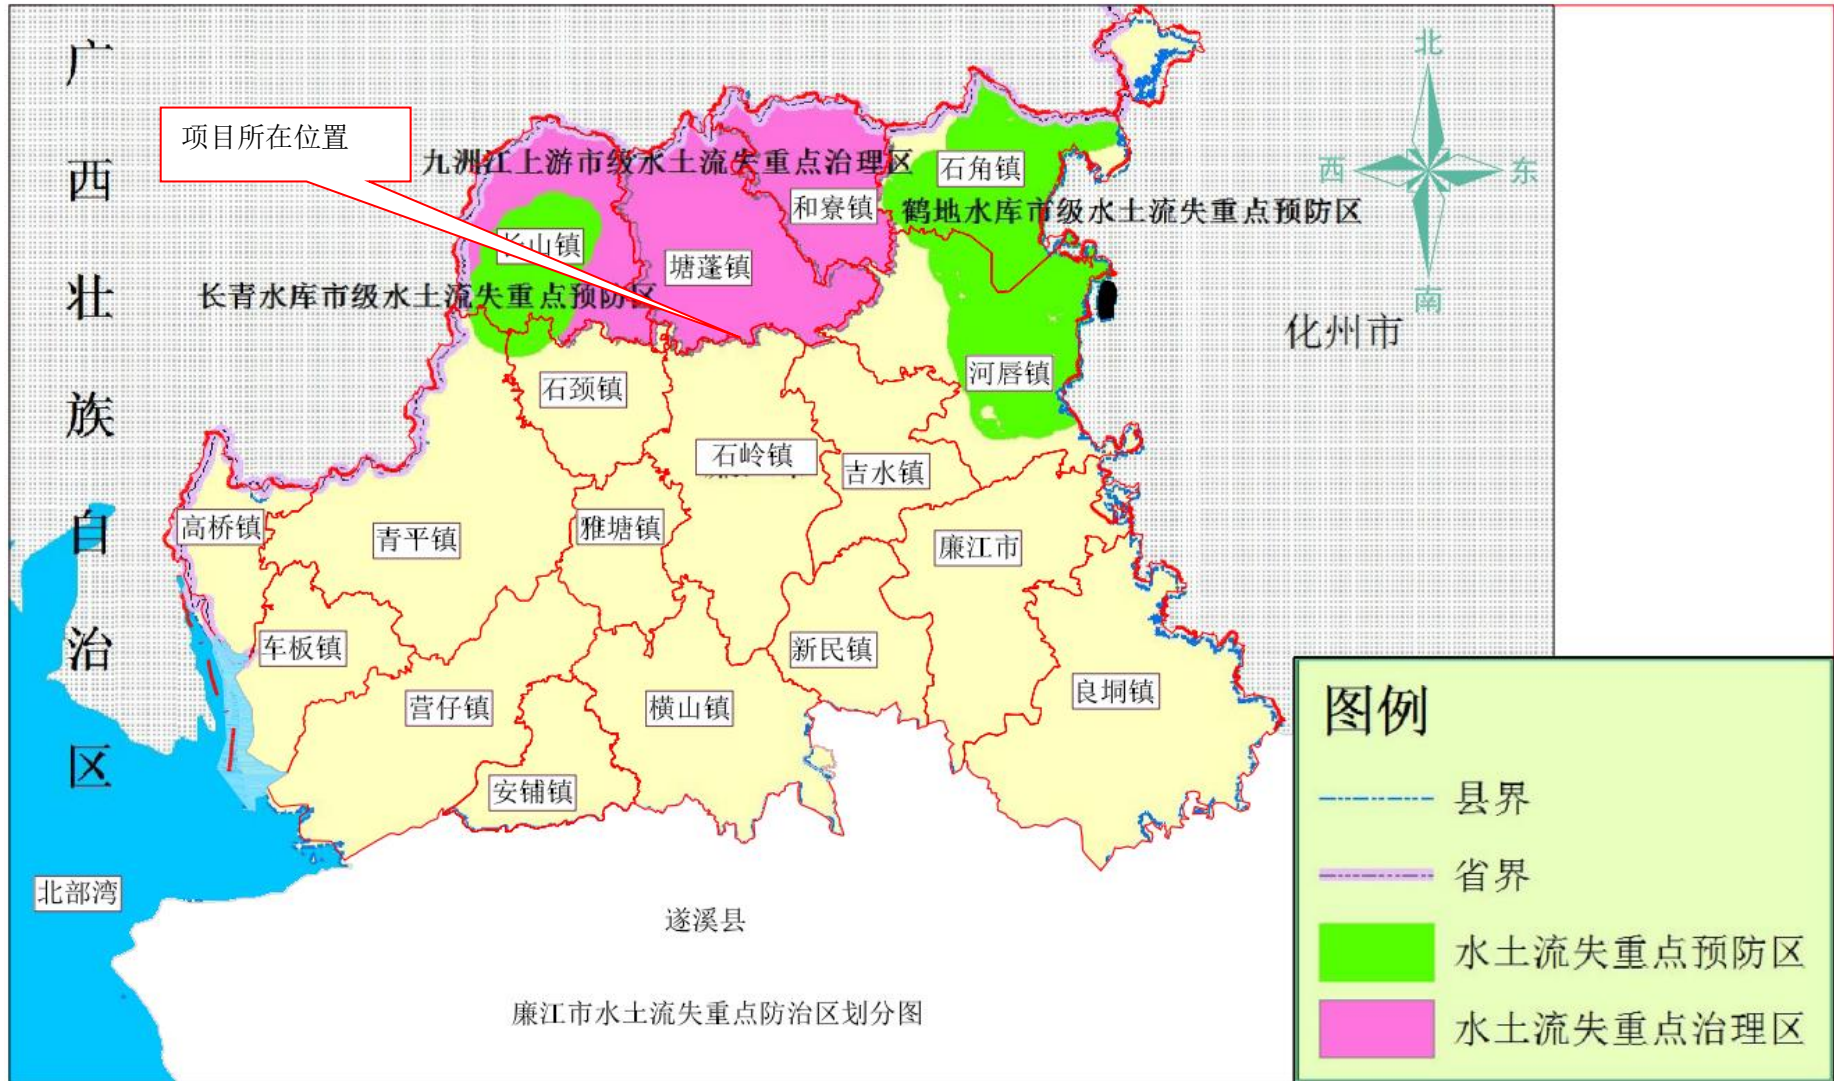 广西壮族自治区
项目所在位置
北
西
东
南
九洲江上游市级水土流失重点治理区
石角镇
和寮镇
鹤地水库市级水土流失重点预防区
长山镇
塘蓬镇
长青水库市级水土流失重点预防区
化州市
河唇镇
石颈镇
石岭镇
吉水镇
高桥镇
青平镇
雅塘镇
廉江市
车板镇
新民镇
营仔镇
横山镇
良垌镇
安铺镇
北部湾
遂溪县
廉江市水土流失重点防治区划分图
图例
县界
省界
水土流失重点预防区
水土流失重点治理区